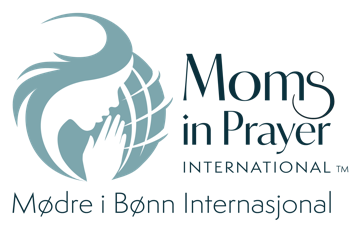 Moms
in Prayer
INTERNATIONAL™
Mødre i Bønn Internasjonal